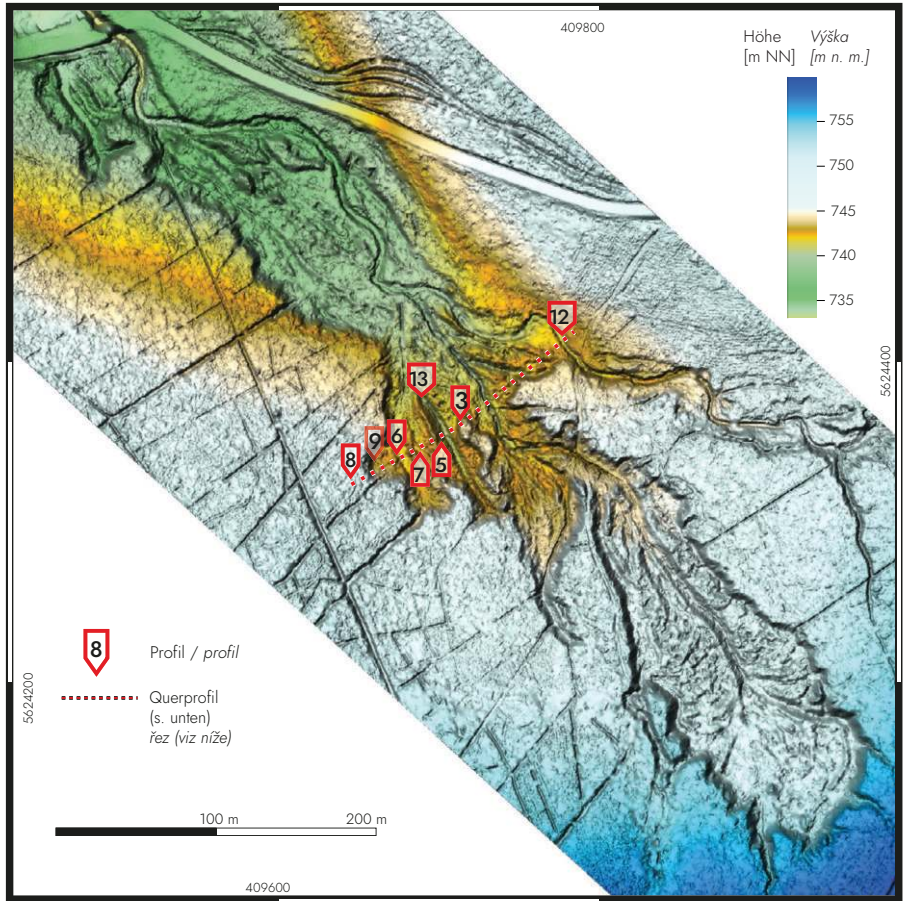 409800
Höhe Výška
[m NN] [m n. m.]
755
750
745
740
735
12
5624400
13
3
6
9
8
5
7
8 Profil / profil
Querprofil
(s. unten)
řez (viz níže)
5624200
100 m 200 m
409600